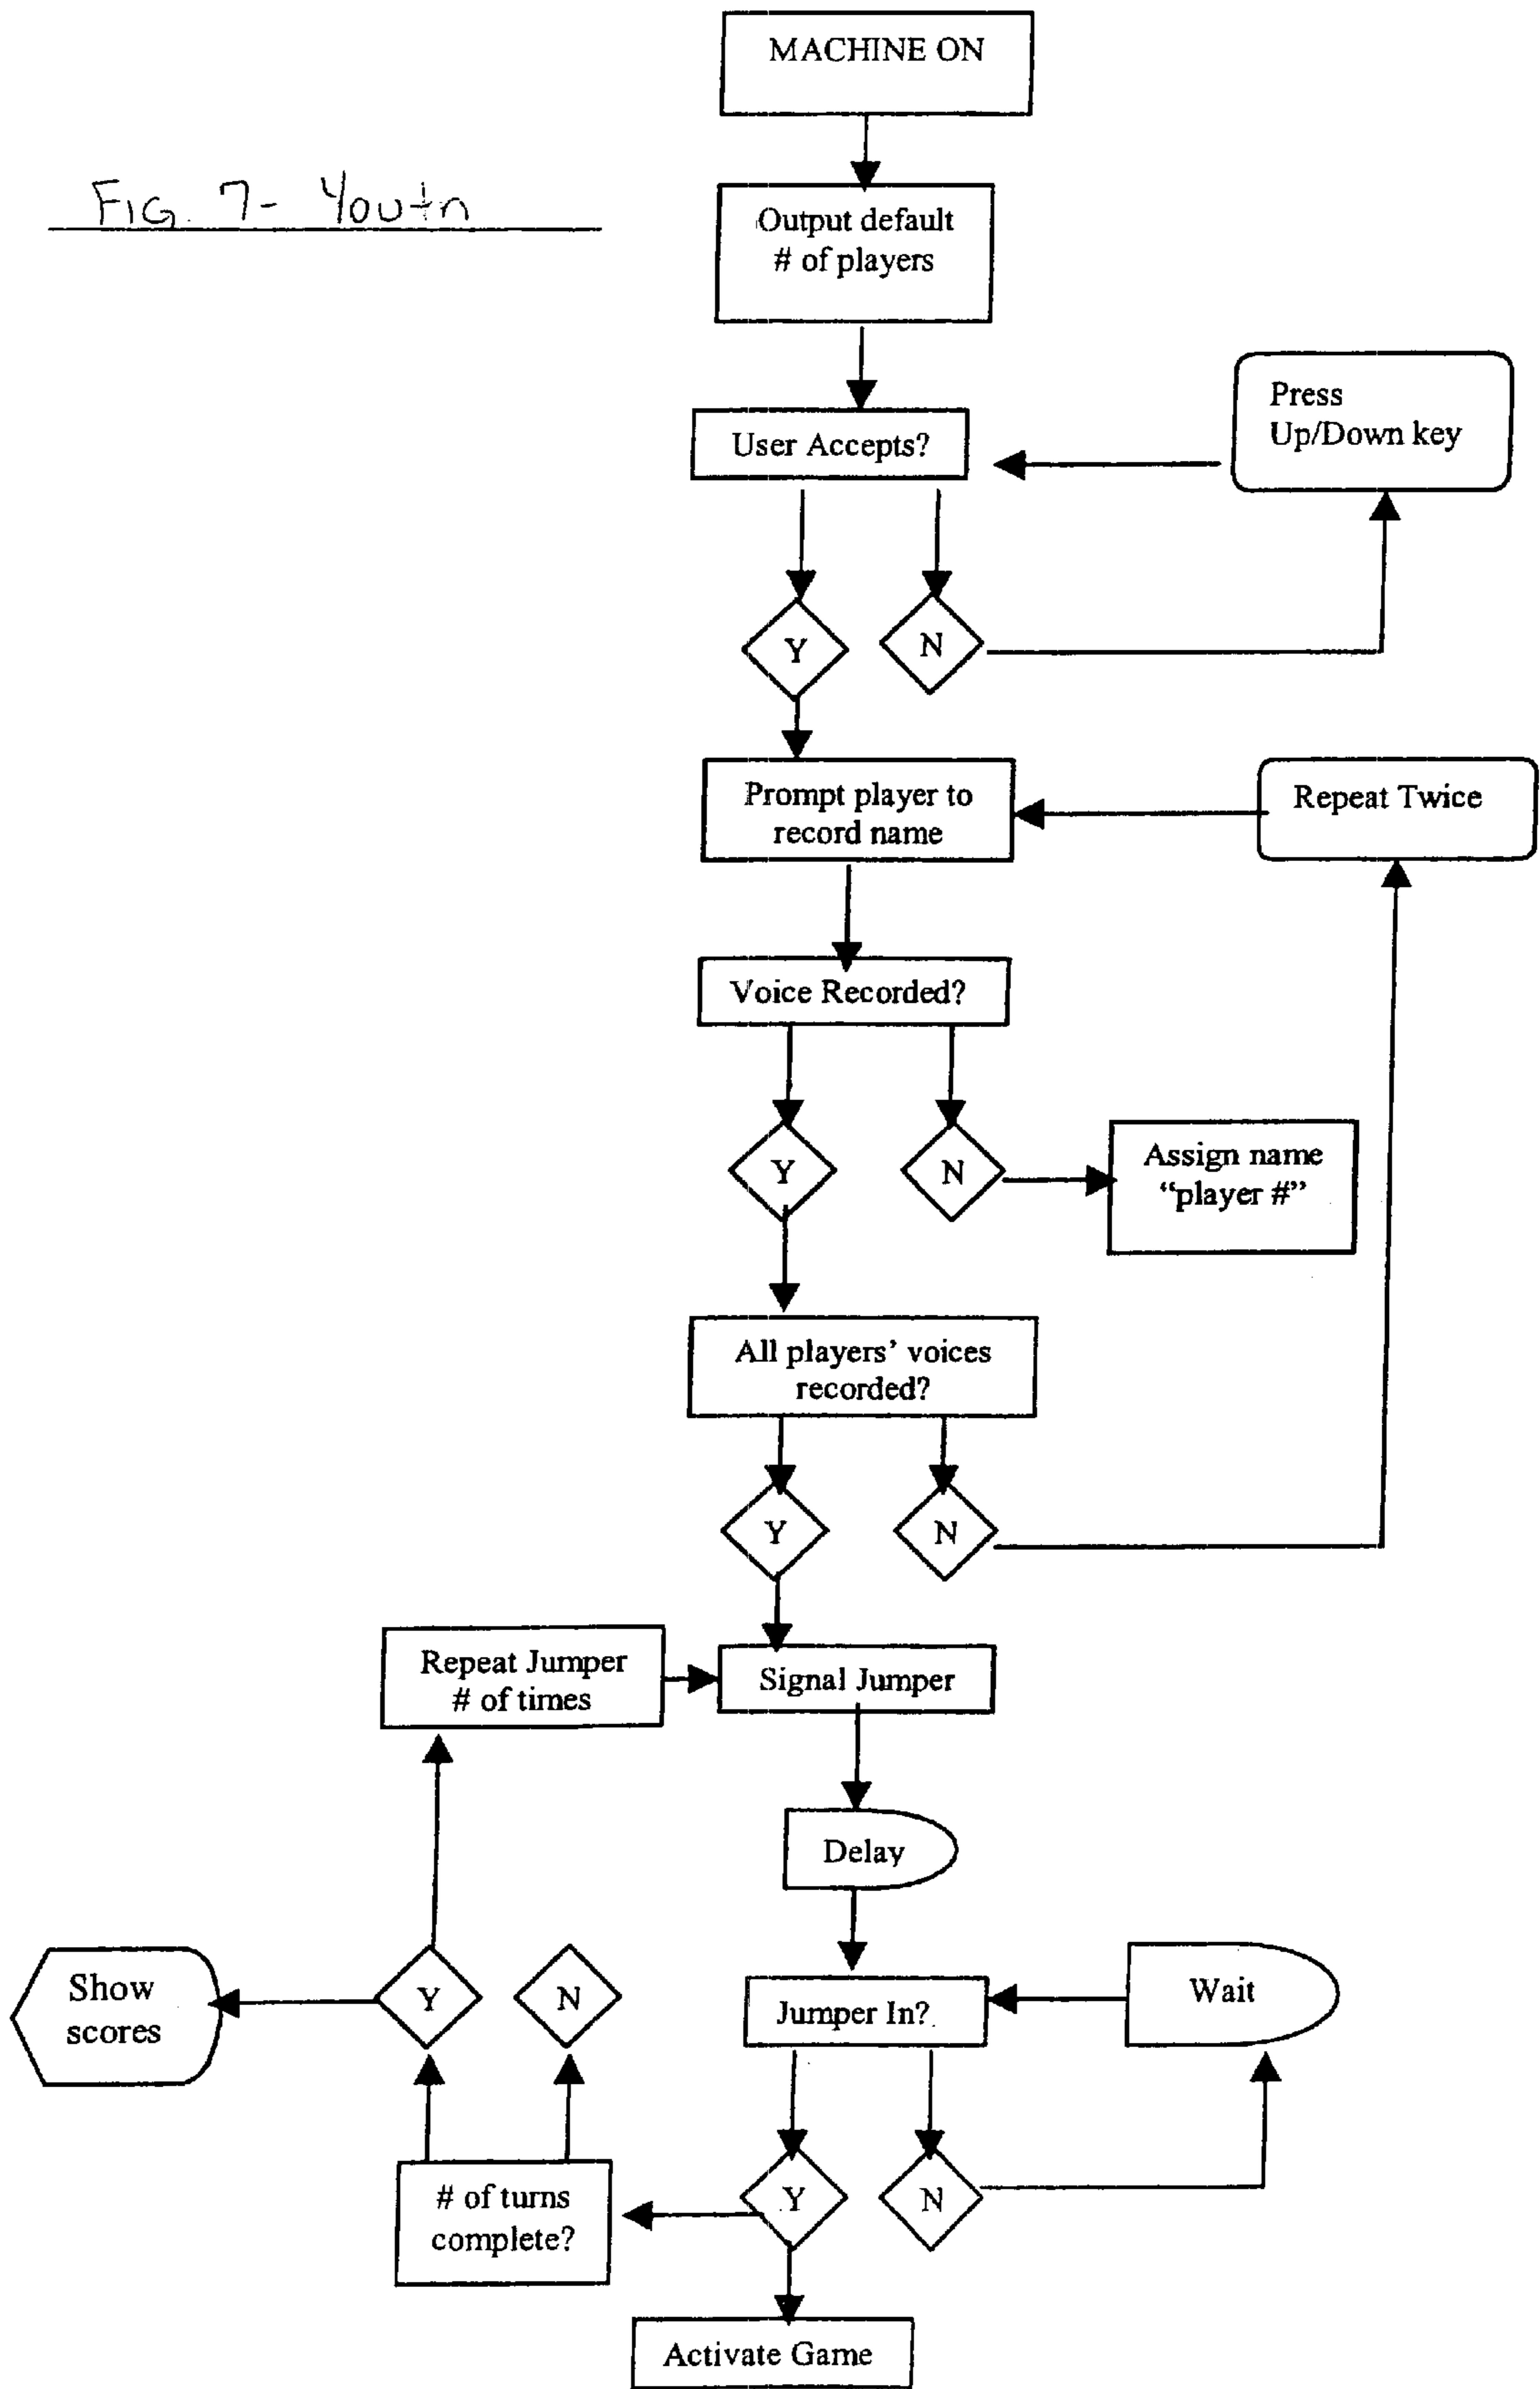 MACHINE ON
FIG. 7- Youth
Output default
# of players
Press
Up/Down key
User Accepts?
Y
N
Prompt player to
record name
Repeat Twice
Voice Recorded?
Y
N
Assign name
“player #”
All players’ voices
recorded?
Y
N
Repeat Jumper
# of times
Signal Jumper
Delay
Show
scores
Y
N
Jumper In?
Wait
# of turns
complete?
Y
N
Activate Game